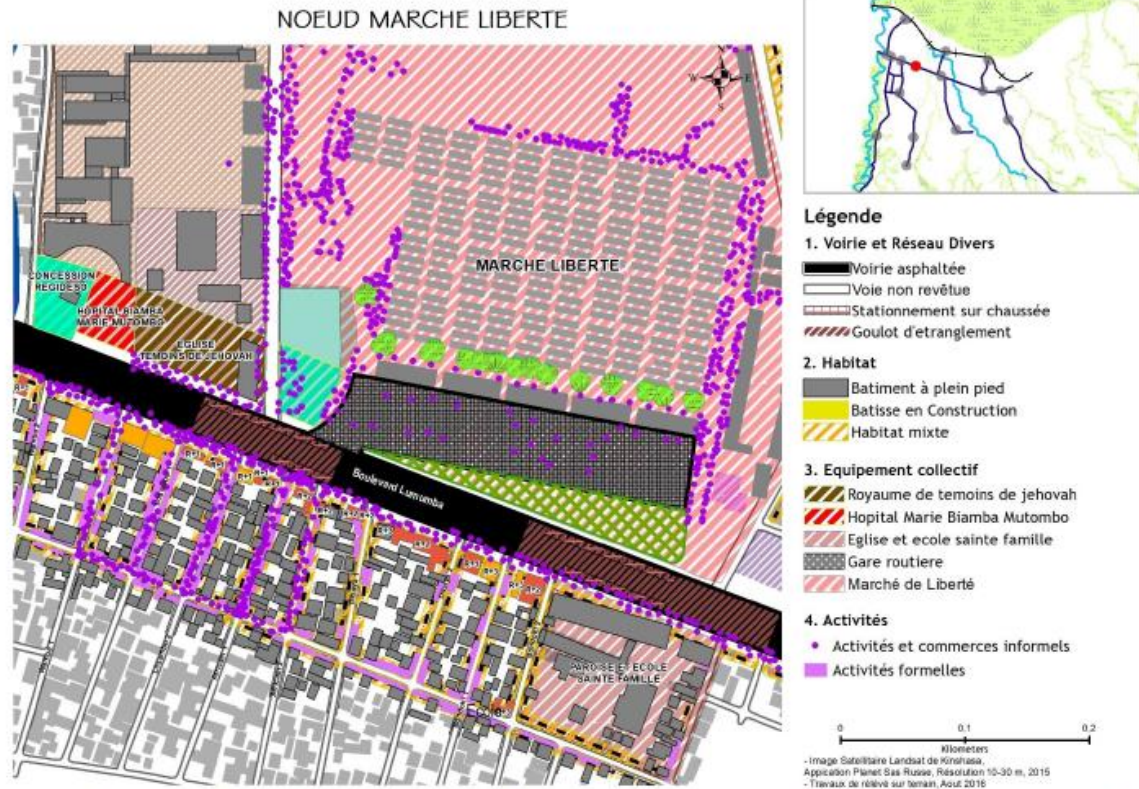 NOEUD MARCHE LIBERTE
N
W E
S
MARCHE LIBERTE
CONCESSION
REGIDESO
HOPITAL BIAMBA
MARIE MUTOMBO
EGLISE
TEMOINS DE JEHOVAH
Boulevard Lumumba
PAROISE ET ECOLE
SAINTE FAMILLE
Ecole
Légende
1. Voirie et Réseau Divers
Voirie asphaltée
Voie non revêtue
Stationnement sur chaussée
Goulot d'etranglement
2. Habitat
Batiment à plein pied
Batisse en Construction
Habitat mixte
3. Equipement collectif
Royaume de temoins de jehovah
Hopital Marie Biamba Mutombo
Eglise et ecole sainte famille
Gare routiere
Marché de Liberté
4. Activités
Activités et commerces informels
Activités formelles
0 0,1 0,2
Kilometers
- Image Satellitaire Landsat de Kinshasa,
Appication Planet Sas Russe, Résolution 10-30 m, 2015
- Travaux de relevé sur terrain, Aout 2016